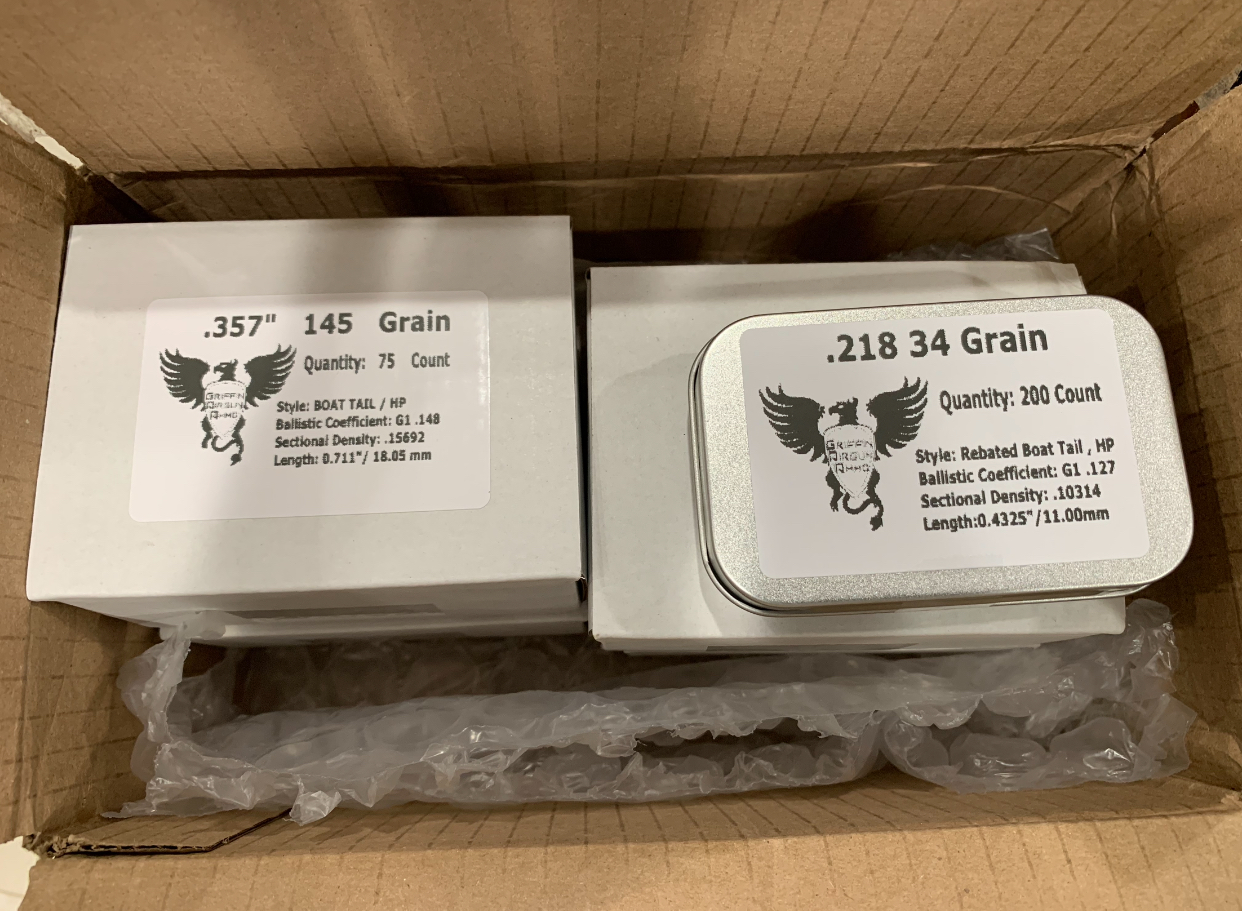 .357" 145 Grain
Quantity: 75 Count
GRIFFIN
AIRGUN
AMMO
Style: BOAT TAIL / HP
Ballistic Coefficient: G1 .148
Sectional Density: .15692
Length: 0.711"/ 18.05 mm
.218 34 Grain
Quantity: 200 Count
GRIFFIN
AIRGUN
AMMO
Style: Rebated Boat Tail , HP
Ballistic Coefficient: G1 .127
Sectional Density: .10314
Length:0.4325"/11.00mm